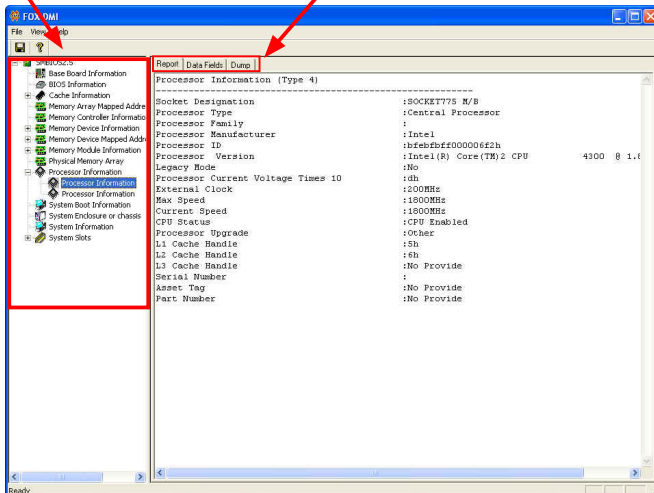 FOX DMI
File View Help
SMBIOS2.5
Base Board Information
BIOS Information
Cache Information
Memory Array Mapped Addre
Memory Controller Informatio
Memory Device Information
Memory Device Mapped Addr
Memory Module Information
Physical Memory Array
Processor Information
Processor Information
Processor Information
System Boot Information
System Enclosure or chassis
System Information
System Slots
Report Data Fields Dump
Processor Information (Type 4)
Socket Designation :SOCKET775 M/B
Processor Type :Central Processor
Processor Family :
Processor Manufacturer :Intel
Processor ID :bfebfbff000006f2h
Processor Version :Intel(R) Core(TM)2 CPU 4300 @ 1.8
Legacy Mode :No
Processor Current Voltage Times 10 :dh
External Clock :200MHz
Max Speed :1800MHz
Current Speed :1800MHz
CPU Status :CPU Enabled
Processor Upgrade :Other
L1 Cache Handle :5h
L2 Cache Handle :6h
L3 Cache Handle :No Provide
Serial Number :
Asset Tag :No Provide
Part Number :No Provide
Ready